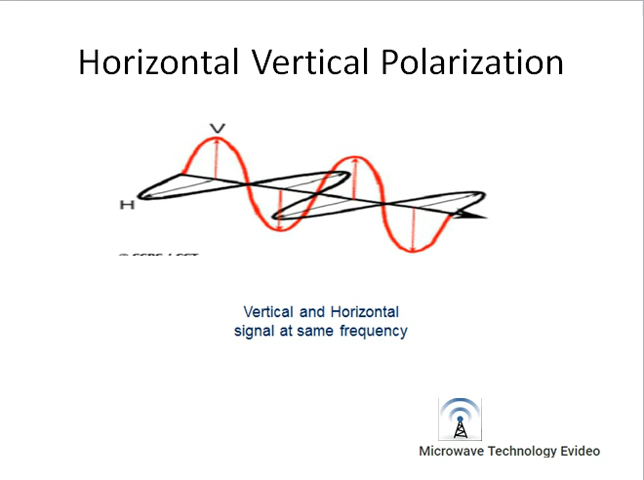 Horizontal Vertical Polarization
V
H
Vertical and Horizontal
signal at same frequency
Microwave Technology Evideo